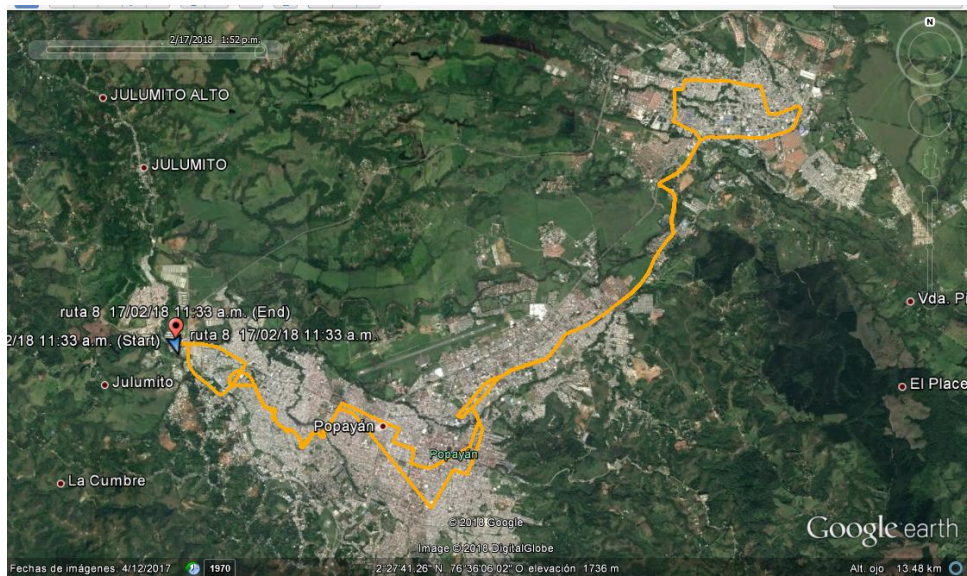 2/17/2018 1:52 p.m.
N
JULUMITO ALTO
JULUMITO
Vda. Pl
ruta 8 17/02/18 11:33 a.m. (End)
2/18 11:33 a.m. (Start)
ruta 8 17/02/18 11:33 a.m.
Julumito
El Place
Popayán
Popayán
La Cumbre
© 2018 Google
Image © 2018 DigitalGlobe
Google earth
Fechas de imágenes: 4/12/2017 1970 2°27'41.26" N 76°36'06.02" O elevación 1736 m Alt. ojo 13.48 km